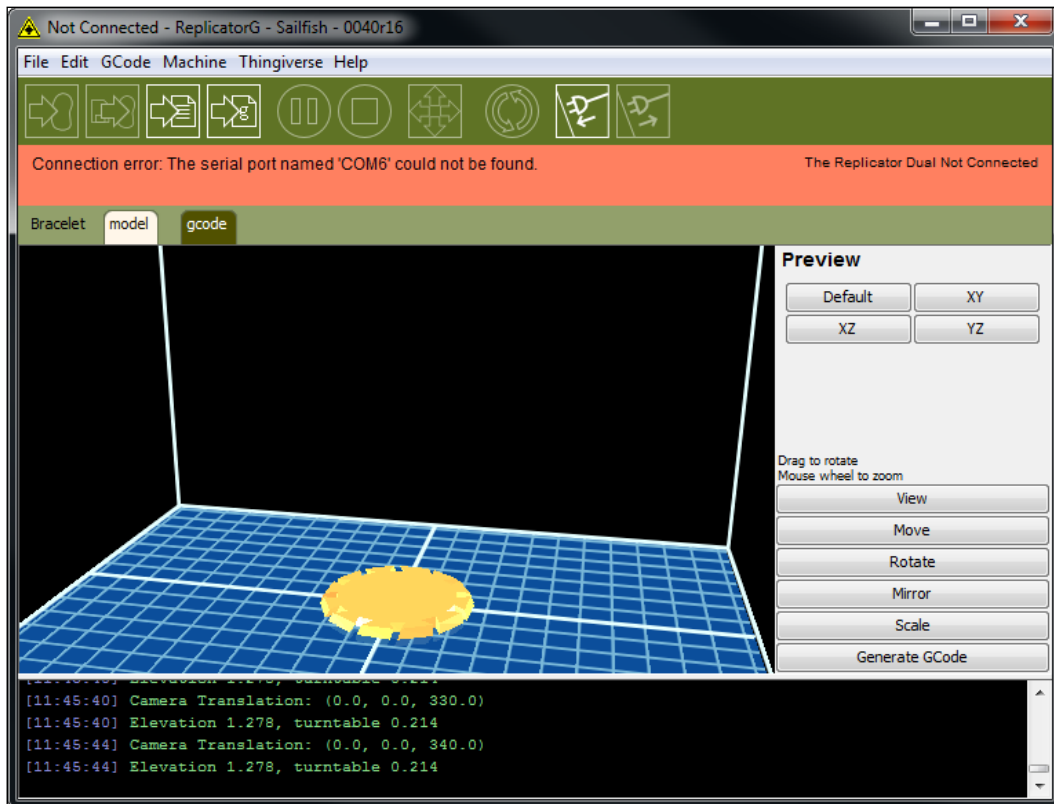 Not Connected - ReplicatorG - Sailfish - 0040r16
File Edit GCode Machine Thingiverse Help
g
Connection error: The serial port named 'COM6' could not be found.
The Replicator Dual Not Connected
Bracelet model gcode
Preview
Default XY
XZ YZ
Drag to rotate
Mouse wheel to zoom
View
Move
Rotate
Mirror
Scale
Generate GCode
[11:45:40] Camera Translation: (0.0, 0.0, 330.0)
[11:45:40] Elevation 1.278, turntable 0.214
[11:45:44] Camera Translation: (0.0, 0.0, 340.0)
[11:45:44] Elevation 1.278, turntable 0.214